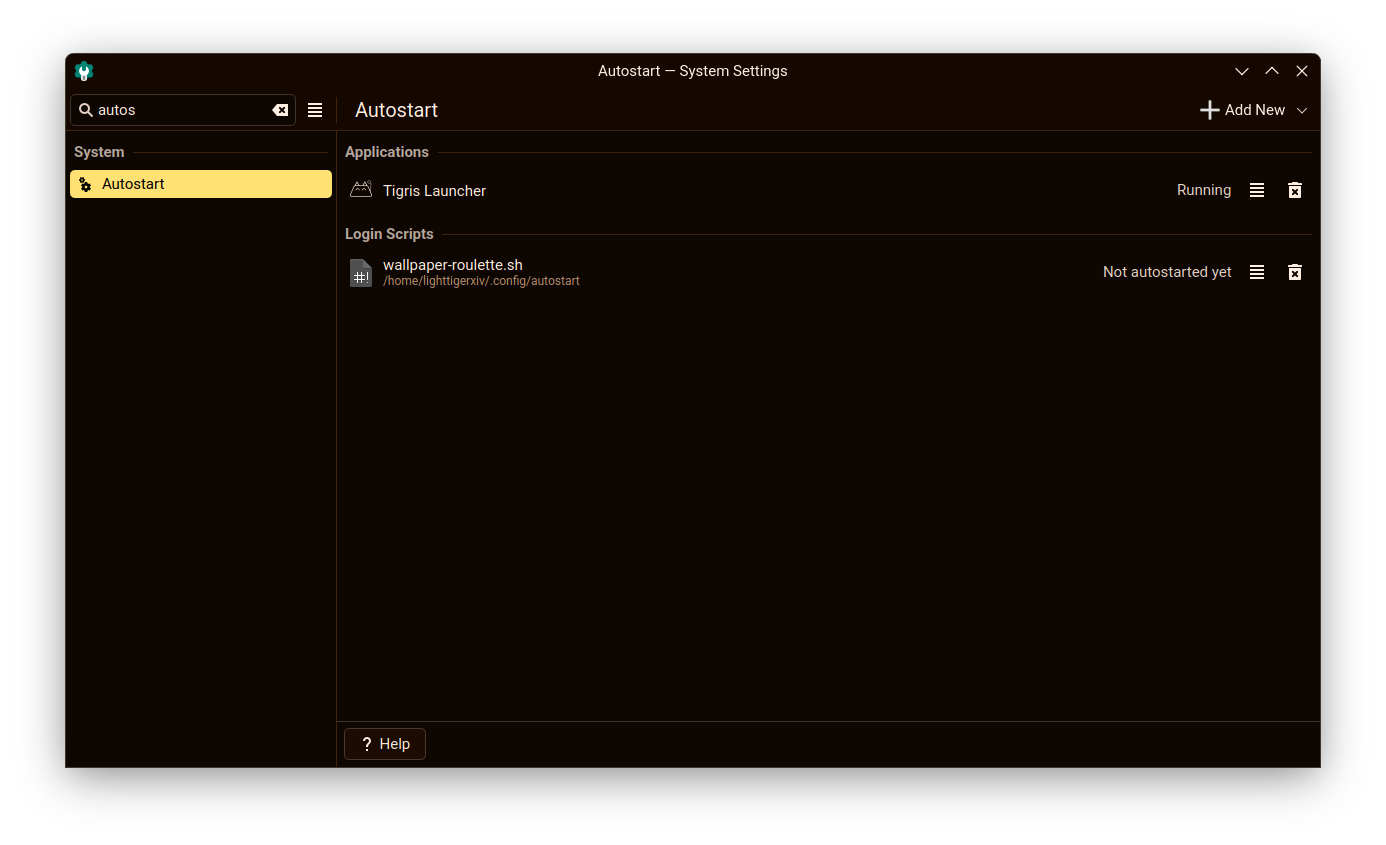 Autostart — System Settings
autos
Autostart
Add New
System
Autostart
Applications
Tigris Launcher
Running
Login Scripts
#!
wallpaper-roulette.sh
/home/lighttigerxiv/.config/autostart
Not autostarted yet
? Help